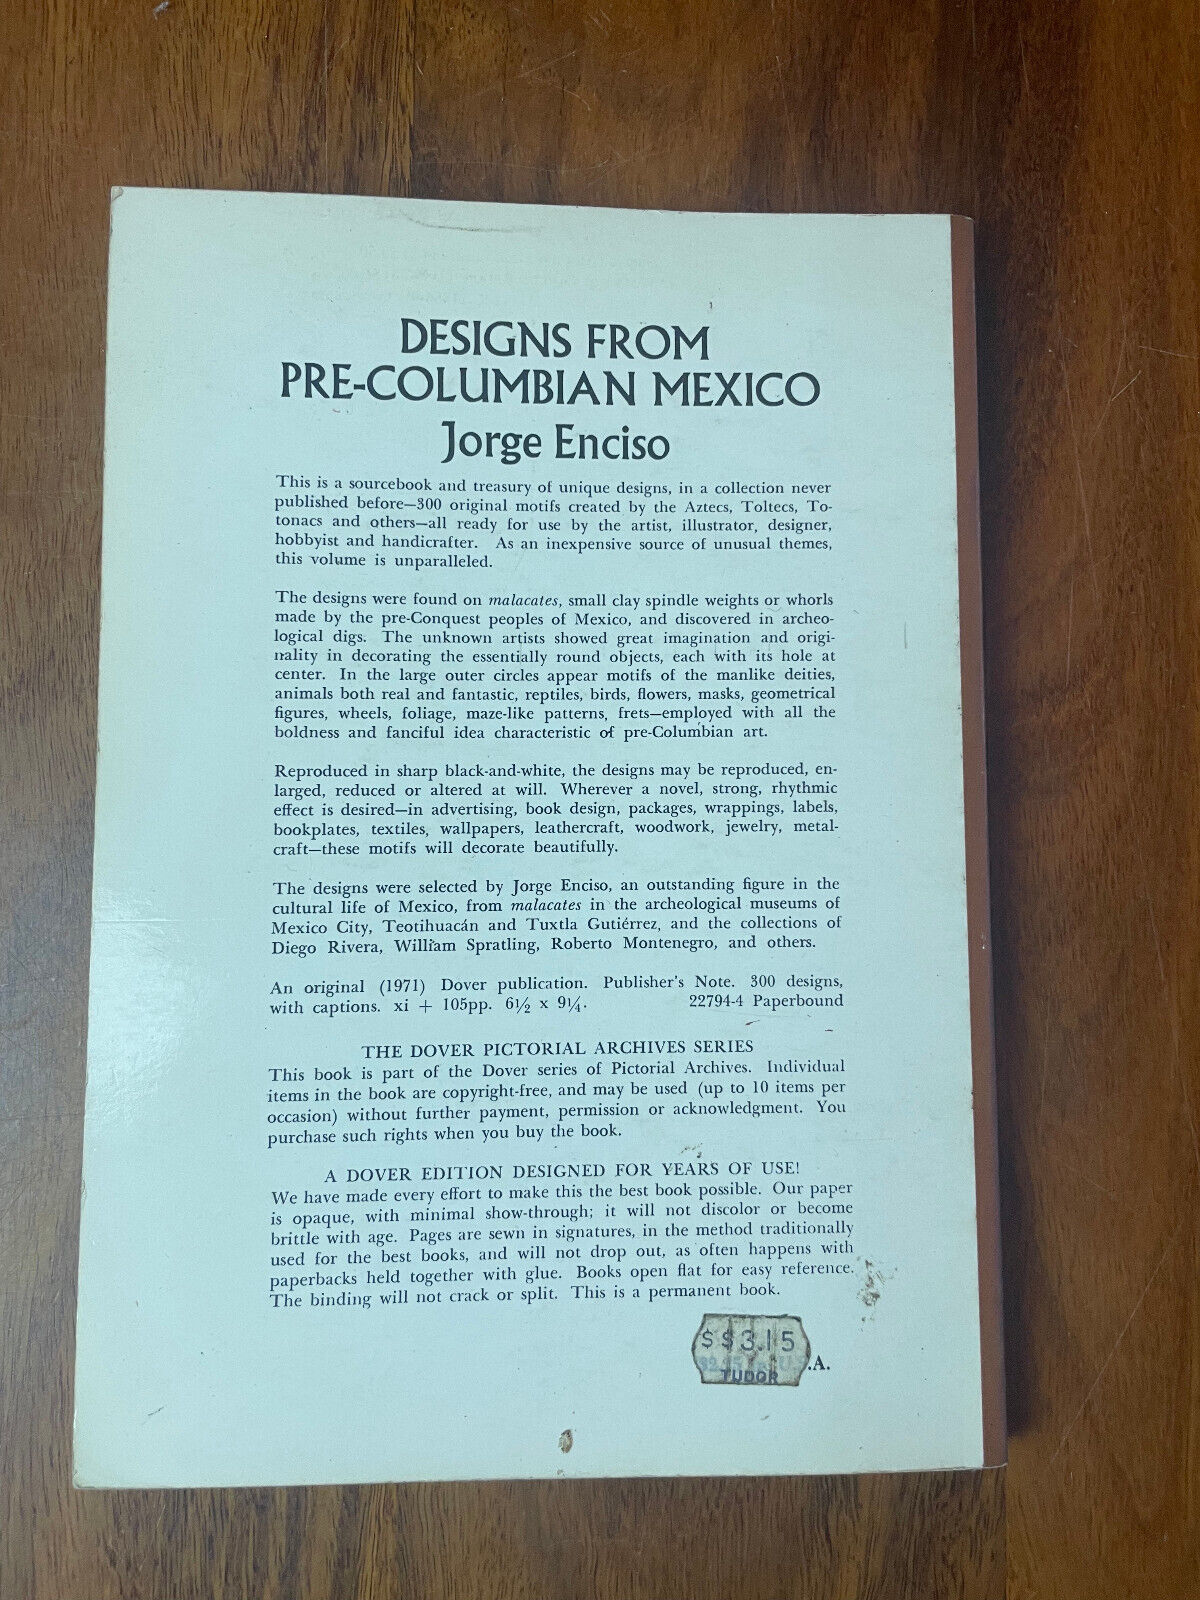 DESIGNS FROM
PRE-COLUMBIAN MEXICO
Jorge Enciso
This is a sourcebook and treasury of unique designs, in a collection never
published before—300 original motifs created by the Aztecs, Toltecs, To-
tonacs and others—all ready for use by the artist, illustrator, designer,
hobbyist and handicrafter. As an inexpensive source of unusual themes,
this volume is unparalleled.
The designs were found on malacates, small clay spindle weights or whorls
made by the pre-Conquest peoples of Mexico, and discovered in archeo-
logical digs. The unknown artists showed great imagination and origi-
nality in decorating the essentially round objects, each with its hole at
center. In the large outer circles appear motifs of the manlike deities,
animals both real and fantastic, reptiles, birds, flowers, masks, geometrical
figures, wheels, foliage, maze-like patterns, frets—employed with all the
boldness and fanciful idea characteristic of pre-Columbian art.
Reproduced in sharp black-and-white, the designs may be reproduced, en-
larged, reduced or altered at will. Wherever a novel, strong, rhythmic
effect is desired—in advertising, book design, packages, wrappings, labels,
bookplates, textiles, wallpapers, leathercraft, woodwork, jewelry, metal-
craft—these motifs will decorate beautifully.
The designs were selected by Jorge Enciso, an outstanding figure in the
cultural life of Mexico, from malacates in the archeological museums of
Mexico City, Teotihuacán and Tuxtla Gutiérrez, and the collections of
Diego Rivera, William Spratling, Roberto Montenegro, and others.
An original (1971) Dover publication. Publisher's Note. 300 designs,
with captions. xi + 105pp. 6½ x 9¼. 22794-4 Paperbound
THE DOVER PICTORIAL ARCHIVES SERIES
This book is part of the Dover series of Pictorial Archives. Individual
items in the book are copyright-free, and may be used (up to 10 items per
occasion) without further payment, permission or acknowledgment. You
purchase such rights when you buy the book.
A DOVER EDITION DESIGNED FOR YEARS OF USE!
We have made every effort to make this the best book possible. Our paper
is opaque, with minimal show-through; it will not discolor or become
brittle with age. Pages are sewn in signatures, in the method traditionally
used for the best books, and will not drop out, as often happens with
paperbacks held together with glue. Books open flat for easy reference.
The binding will not crack or split. This is a permanent book.
$$3.15
.A.
TUDOR